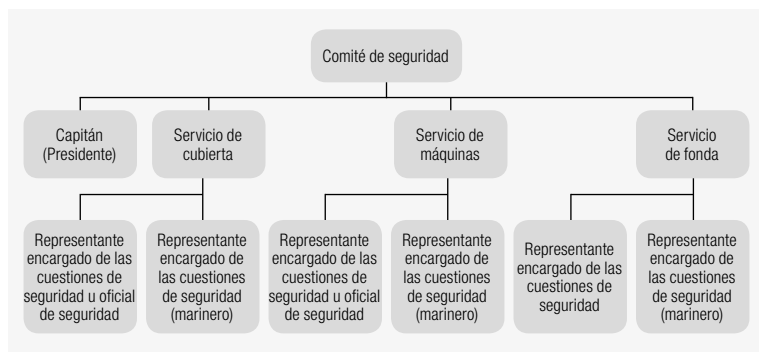 Comité de seguridad
Capitán
(Presidente)
Servicio de
cubierta
Servicio de
máquinas
Servicio
de fonda
Representante
encargado de las
cuestiones de
seguridad u oficial
de seguridad
Representante
encargado de
las cuestiones
de seguridad
(marinero)
Representante
encargado de las
cuestiones de
seguridad u oficial
de seguridad
Representante
encargado de
las cuestiones
de seguridad
(marinero)
Representante
encargado de las
cuestiones de
seguridad
Representante
encargado de
las cuestiones
de seguridad
(marinero)